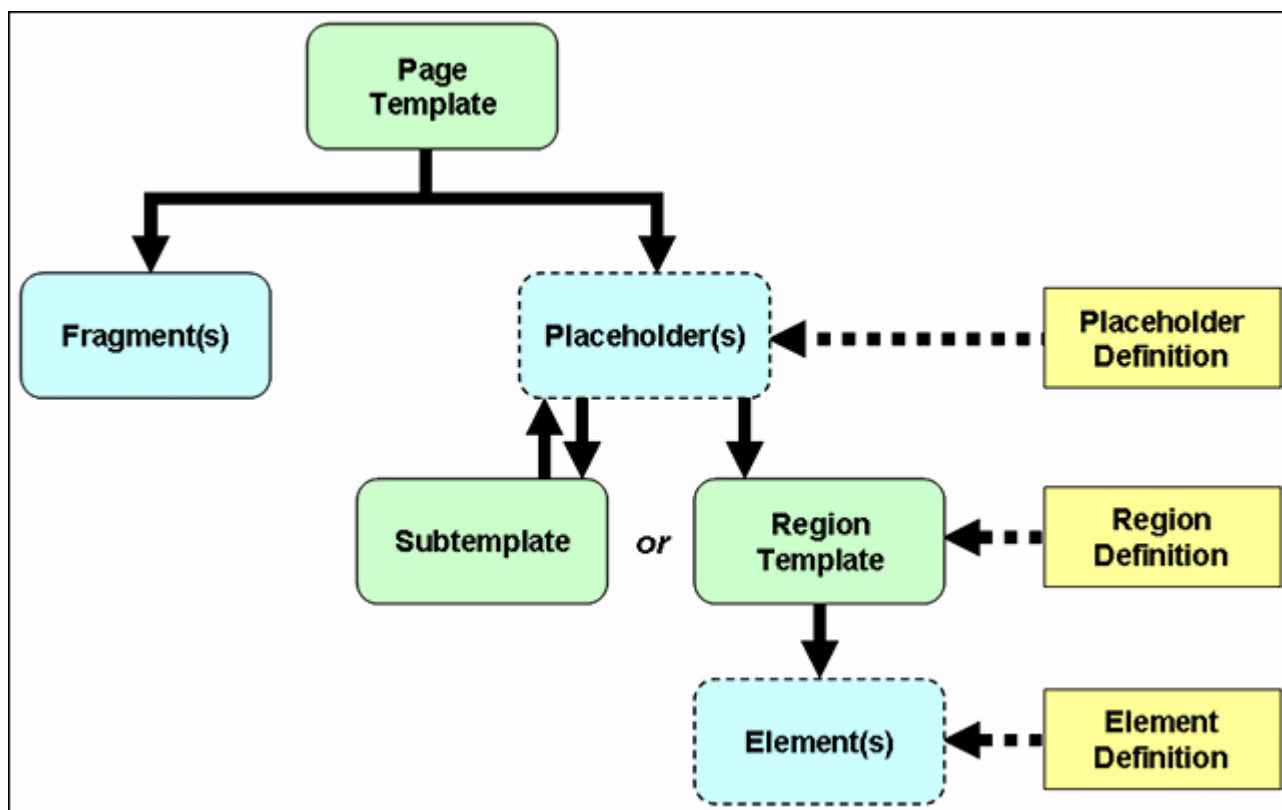 Page
Template
Fragment(s)
Placeholder(s)
Placeholder
Definition
Subtemplate
or
Region
Template
Region
Definition
Element(s)
Element
Definition